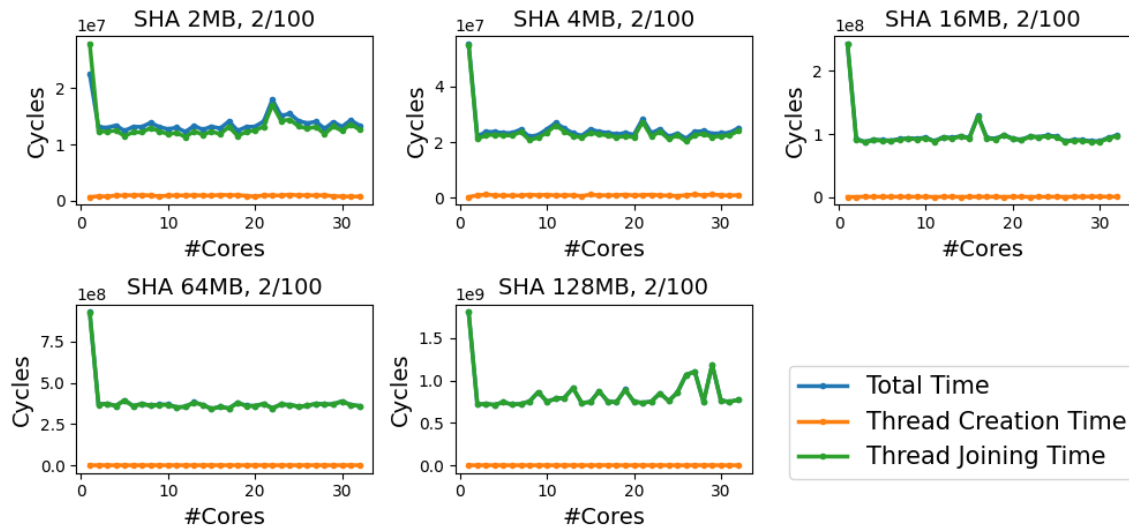 SHA 2MB, 2/100
1e7
2
1
0
Cycles
0 10 20 30
#Cores
SHA 4MB, 2/100
1e7
4
2
0
Cycles
0 10 20 30
#Cores
SHA 16MB, 2/100
1e8
2
1
0
Cycles
0 10 20 30
#Cores
SHA 64MB, 2/100
1e8
7.5
5.0
2.5
0.0
Cycles
0 10 20 30
#Cores
SHA 128MB, 2/100
1e9
1.5
1.0
0.5
0.0
Cycles
0 10 20 30
#Cores
Total Time
Thread Creation Time
Thread Joining Time